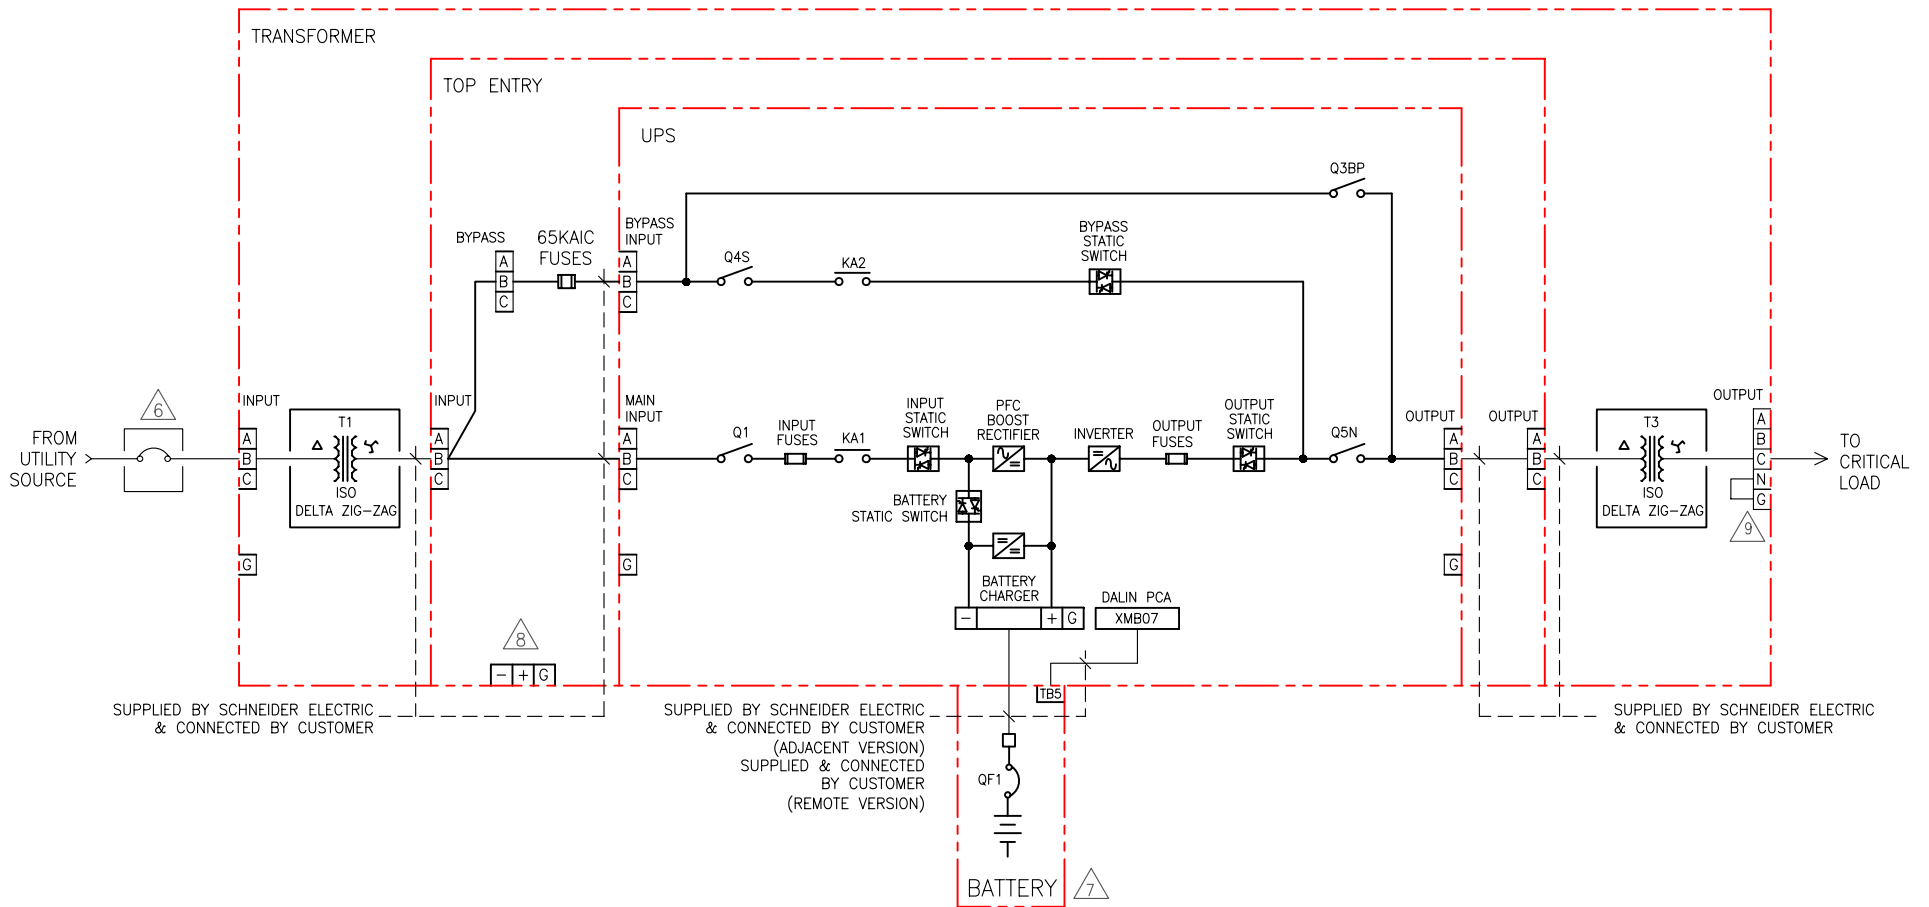 TRANSFORMER
TOP ENTRY
UPS
Q3BP
BYPASS
65KAIC
FUSES
BYPASS
INPUT
A
B
C
A
B
C
Q4S
KA2
BYPASS
STATIC
SWITCH
6
FROM
UTILITY
SOURCE
INPUT
A
B
C
G
T1
ISO
DELTA ZIG-ZAG
INPUT
A
B
C
MAIN
INPUT
A
B
C
G
Q1
INPUT
FUSES
KA1
INPUT
STATIC
SWITCH
PFC
BOOST
RECTIFIER
INVERTER
OUTPUT
FUSES
OUTPUT
STATIC
SWITCH
Q5N
OUTPUT
A
B
C
G
OUTPUT
A
B
C
T3
ISO
DELTA ZIG-ZAG
OUTPUT
A
B
C
N
G
9
TO
CRITICAL
LOAD
BATTERY
STATIC SWITCH
BATTERY
CHARGER
- + G
DALIN PCA
XMB07
8
- + G
TB5
SUPPLIED BY SCHNEIDER ELECTRIC
& CONNECTED BY CUSTOMER
SUPPLIED BY SCHNEIDER ELECTRIC
& CONNECTED BY CUSTOMER
(ADJACENT VERSION)
SUPPLIED & CONNECTED
BY CUSTOMER
(REMOTE VERSION)
SUPPLIED BY SCHNEIDER ELECTRIC
& CONNECTED BY CUSTOMER
QF1
BATTERY
7